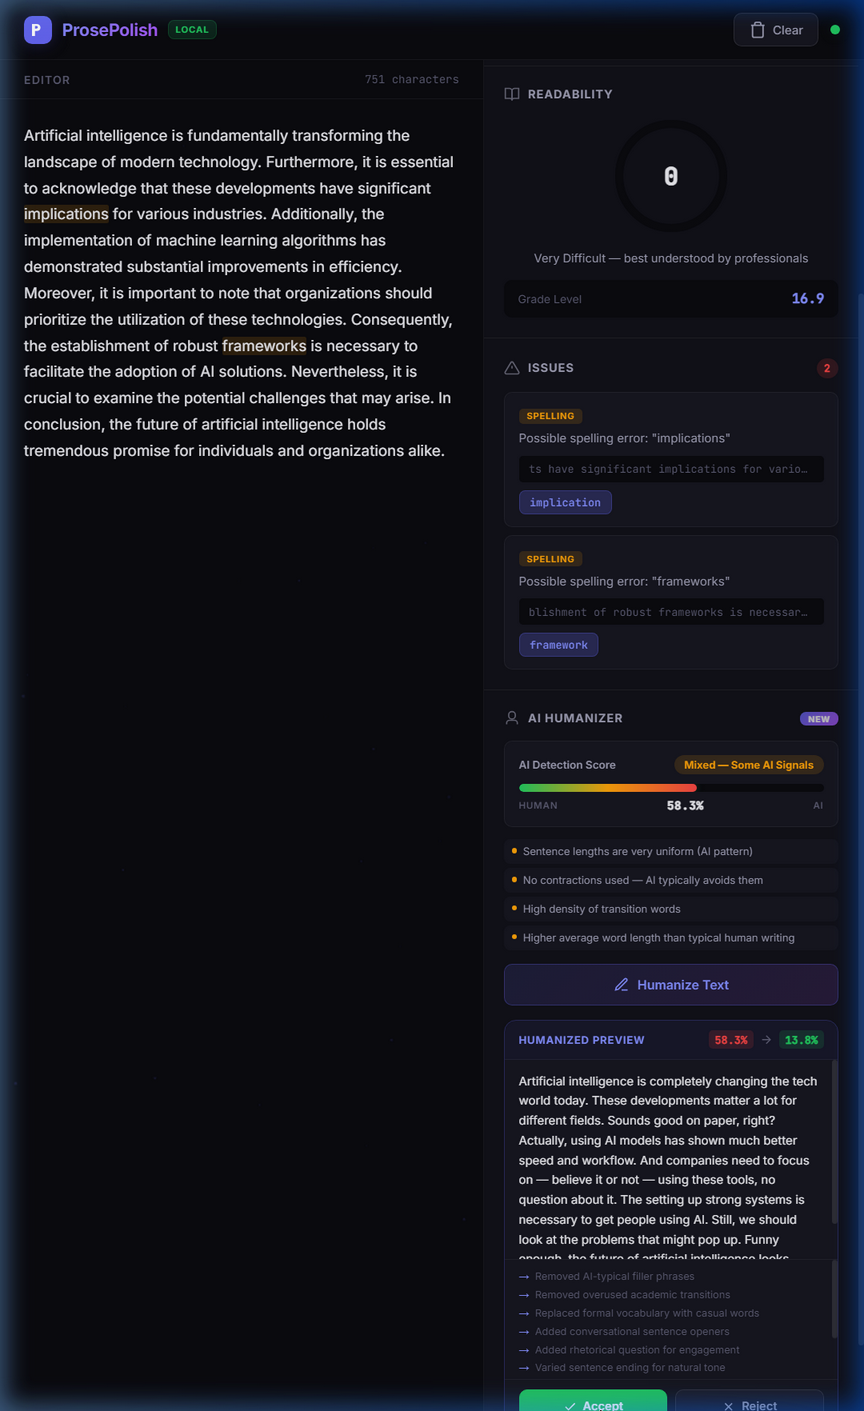 P ProsePolish LOCAL
Clear
EDITOR 751 characters
Artificial intelligence is fundamentally transforming the
landscape of modern technology. Furthermore, it is essential
to acknowledge that these developments have significant
implications for various industries. Additionally, the
implementation of machine learning algorithms has
demonstrated substantial improvements in efficiency.
Moreover, it is important to note that organizations should
prioritize the utilization of these technologies. Consequently,
the establishment of robust frameworks is necessary to
facilitate the adoption of AI solutions. Nevertheless, it is
crucial to examine the potential challenges that may arise. In
conclusion, the future of artificial intelligence holds
tremendous promise for individuals and organizations alike.
READABILITY
0
Very Difficult — best understood by professionals
Grade Level 16.9
ISSUES 2
SPELLING
Possible spelling error: "implications"
ts have significant implications for vario…
implication
SPELLING
Possible spelling error: "frameworks"
blishment of robust frameworks is necessar…
framework
AI HUMANIZER NEW
AI Detection Score Mixed — Some AI Signals
HUMAN 58.3% AI
Sentence lengths are very uniform (AI pattern)
No contractions used — AI typically avoids them
High density of transition words
Higher average word length than typical human writing
Humanize Text
HUMANIZED PREVIEW 58.3% → 13.8%
Artificial intelligence is completely changing the tech
world today. These developments matter a lot for
different fields. Sounds good on paper, right?
Actually, using AI models has shown much better
speed and workflow. And companies need to focus
on — believe it or not — using these tools, no
question about it. The setting up strong systems is
necessary to get people using AI. Still, we should
look at the problems that might pop up. Funny
enough, the future of artificial intelligence looks
→ Removed AI-typical filler phrases
→ Removed overused academic transitions
→ Replaced formal vocabulary with casual words
→ Added conversational sentence openers
→ Added rhetorical question for engagement
→ Varied sentence ending for natural tone
✓ Accept × Reject